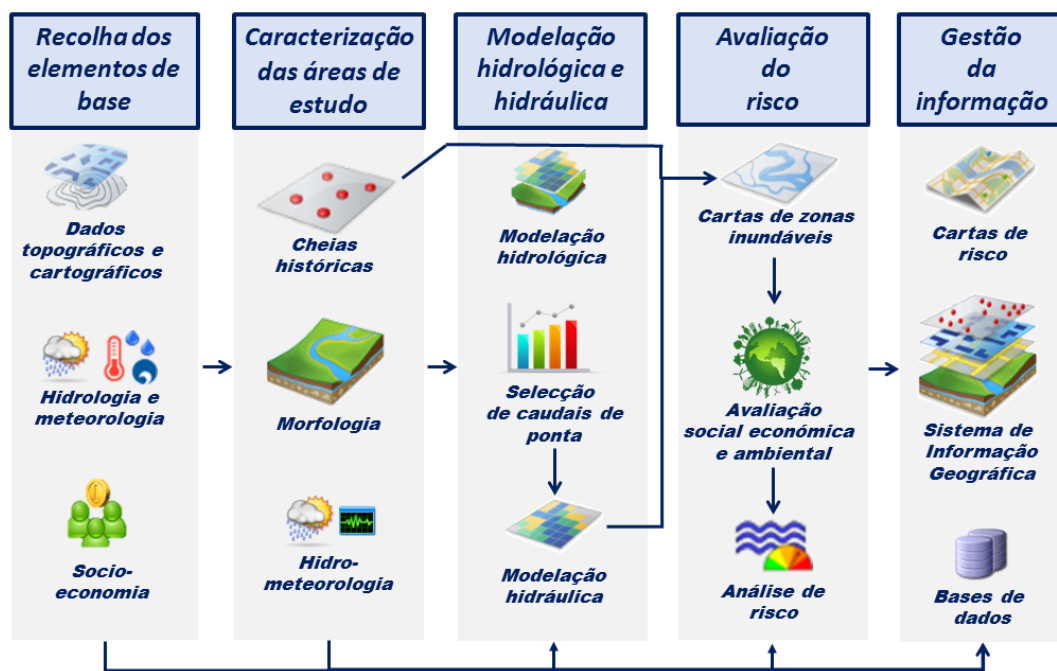 Recolha dos
elementos de
base
Caracterização
das áreas de
estudo
Modelação
hidrológica e
hidráulica
Avaliação
do
risco
Gestão
da
informação
Dados
topográficos e
cartográficos
Hidrologia e
meteorologia
Socio-
economia
Cheias
históricas
Morfologia
Hidro-
meteorologia
Modelação
hidrológica
Selecção
de caudais de
ponta
Modelação
hidráulica
Cartas de zonas
inundáveis
Avaliação
social económica
e ambiental
Análise de
risco
Cartas de
risco
Sistema de
Informação
Geográfica
Bases de
dados